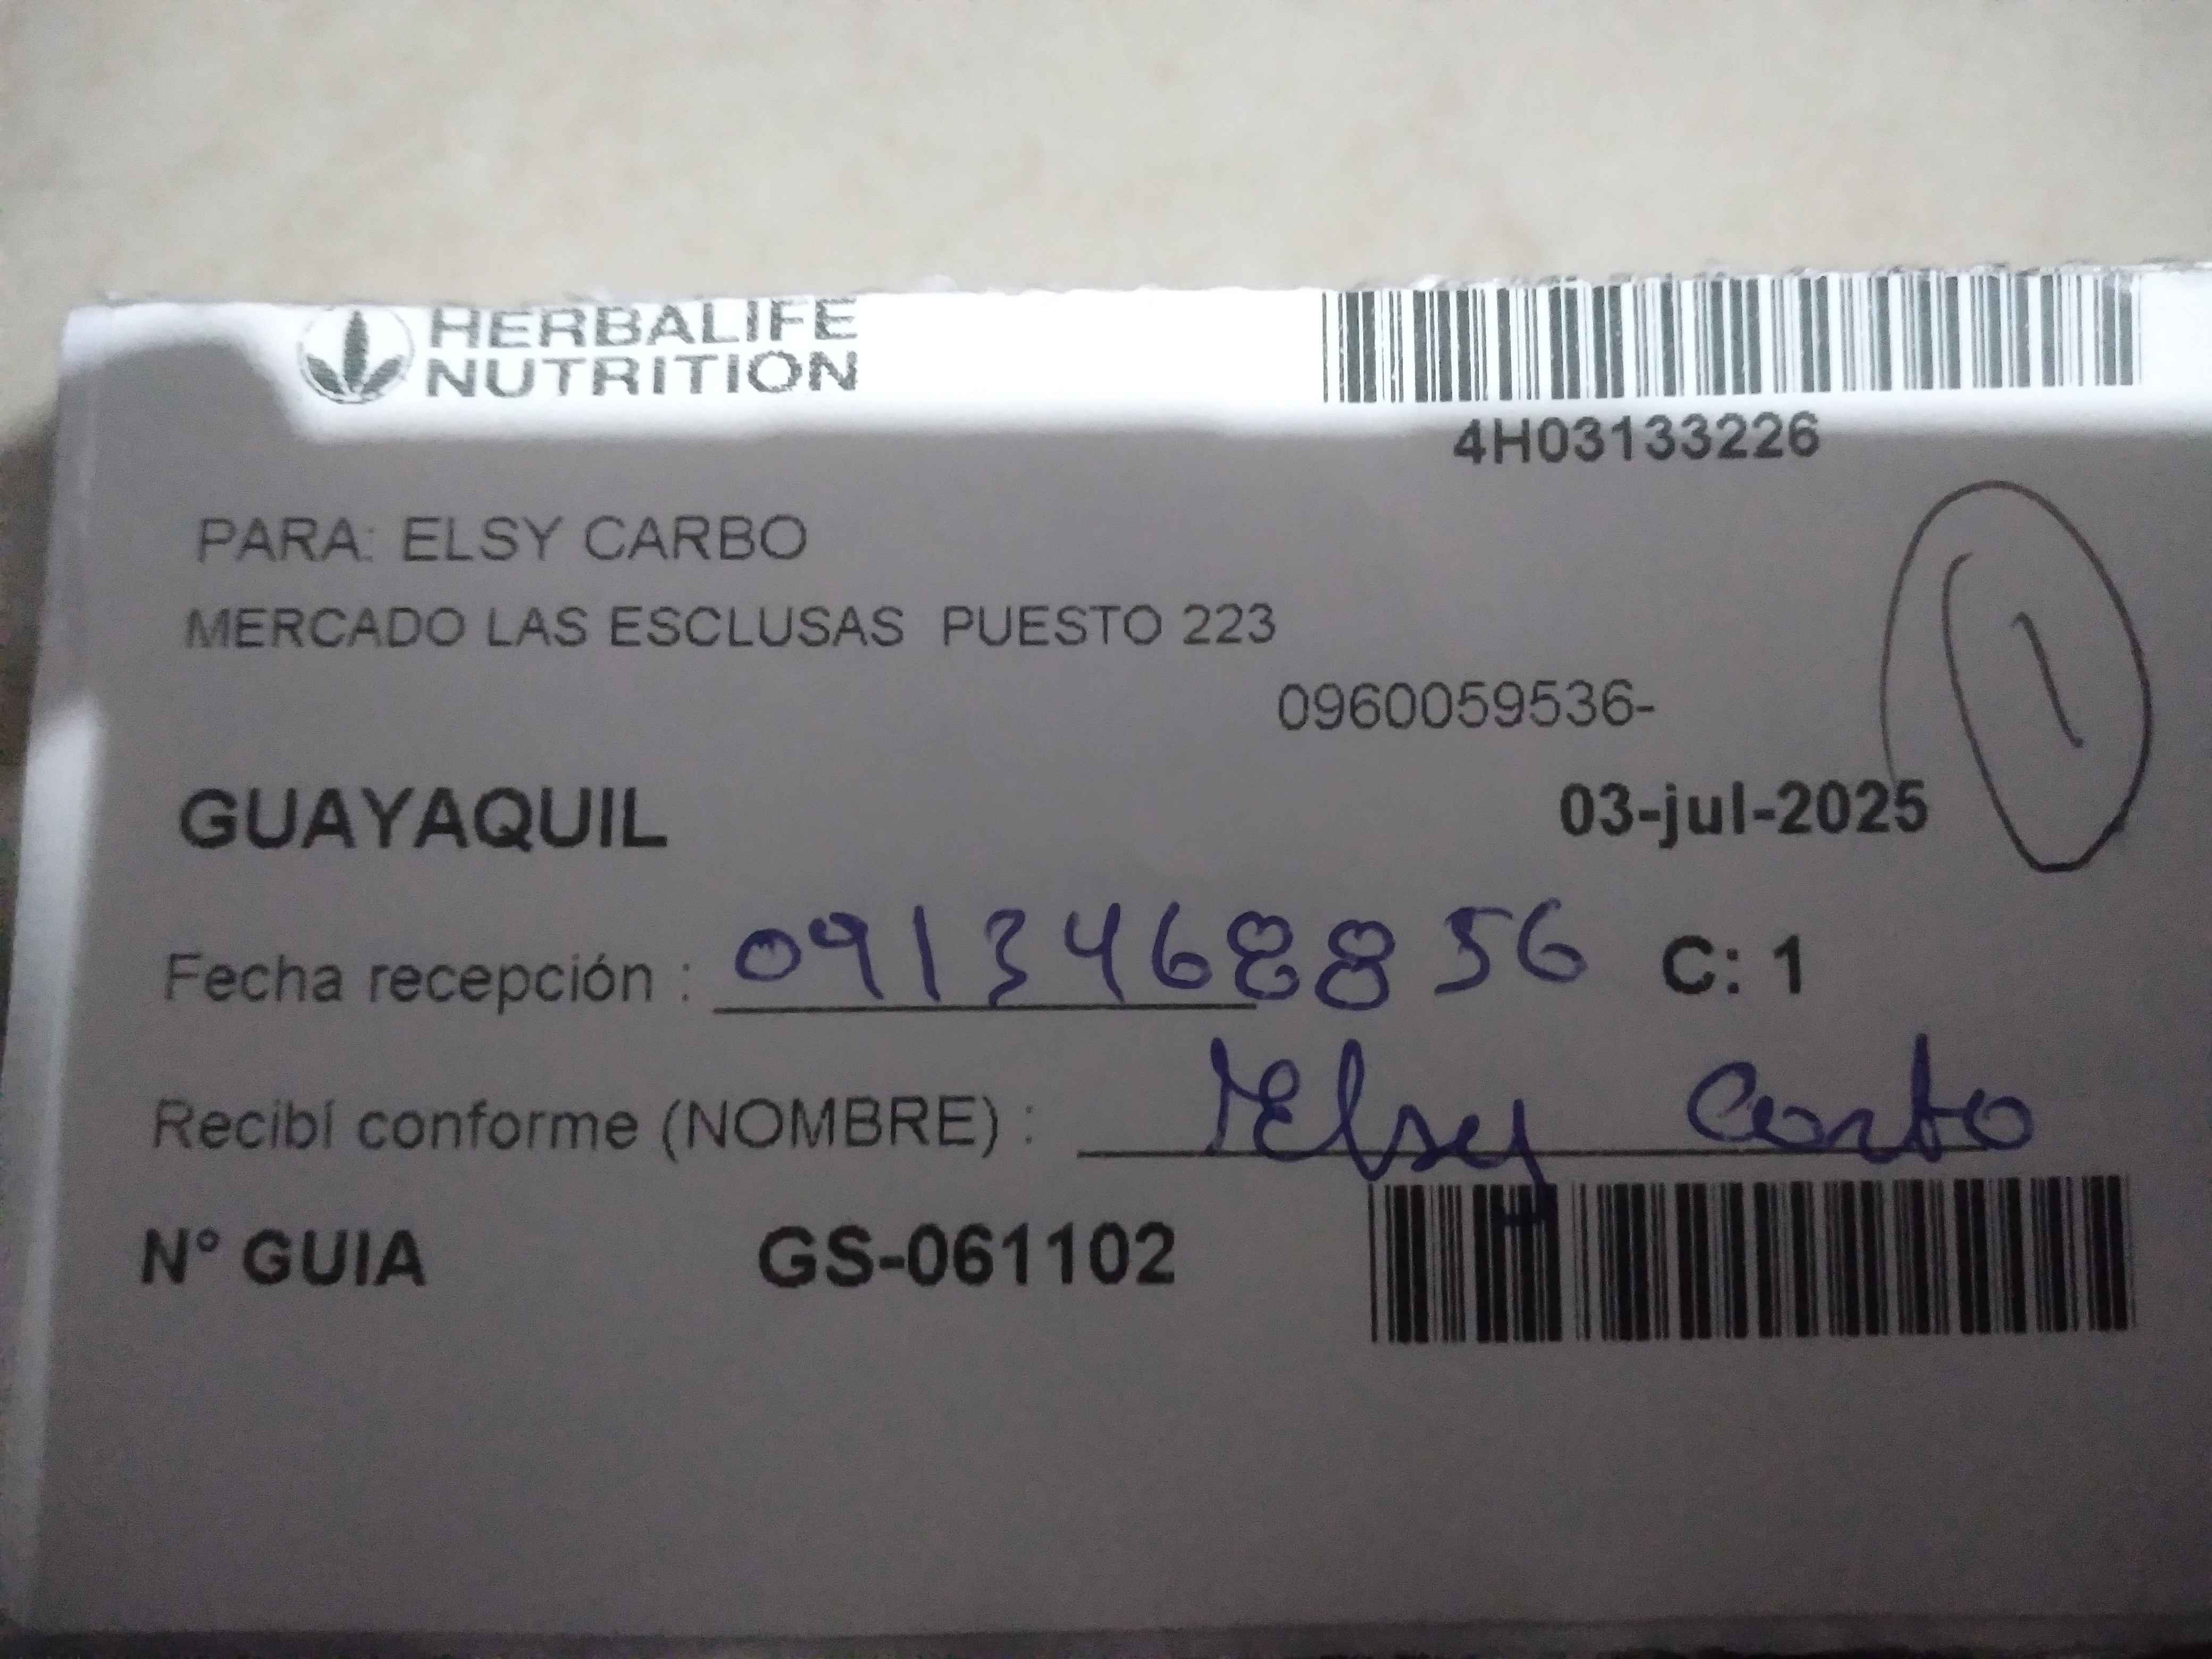 HERBALIFE
NUTRITION
4H03133226
PARA: ELSY CARBO
MERCADO LAS ESCLUSAS PUESTO 223
0960059536-
1
GUAYAQUIL 03-jul-2025
Fecha recepción : 0913468856 C: 1
Recibí conforme (NOMBRE) : Elsy Carbo
N° GUIA GS-061102